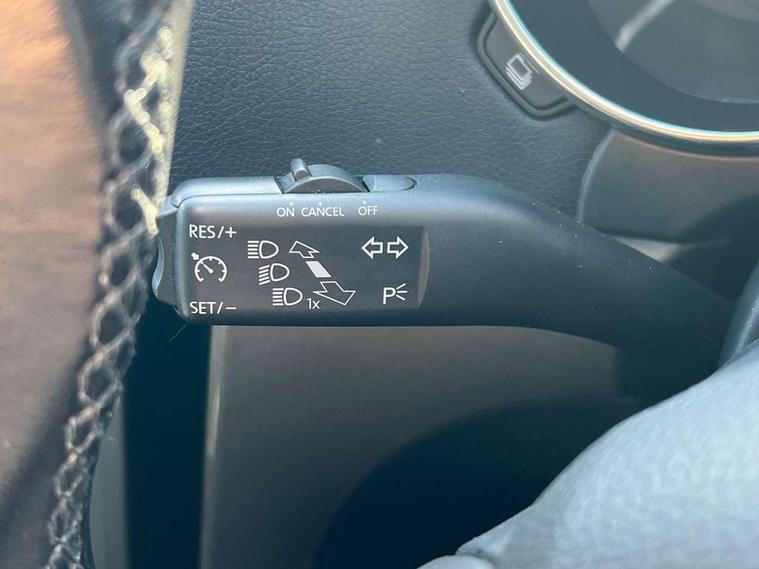 ON CANCEL OFF
RES/+
SET/-
1x
P